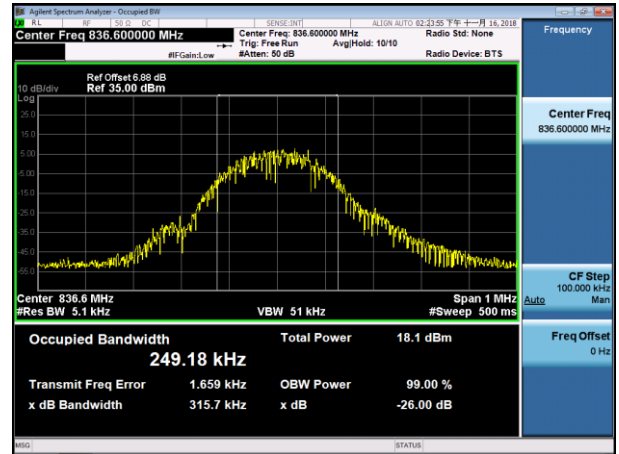 Agilent Spectrum Analyzer - Occupied BW
RL RF 50 Ω DC SENSE:INT ALIGN AUTO 02:23:55 下午 十一月 16, 2018
Center Freq 836.600000 MHz Center Freq: 836.600000 MHz Radio Std: None Frequency
Trig: Free Run Avg|Hold: 10/10
#IFGain:Low #Atten: 50 dB Radio Device: BTS
Ref Offset 6.88 dB
10 dB/div Ref 35.00 dBm
Log
25.0
15.0
5.00
-5.00
-15.0
-25.0
-35.0
-45.0
-55.0
Center Freq
836.600000 MHz
CF Step
100.000 kHz
Auto Man
Freq Offset
0 Hz
Center 836.6 MHz Span 1 MHz
#Res BW 5.1 kHz VBW 51 kHz #Sweep 500 ms
Occupied Bandwidth Total Power 18.1 dBm
249.18 kHz
Transmit Freq Error 1.659 kHz OBW Power 99.00 %
x dB Bandwidth 315.7 kHz x dB -26.00 dB
MSG STATUS